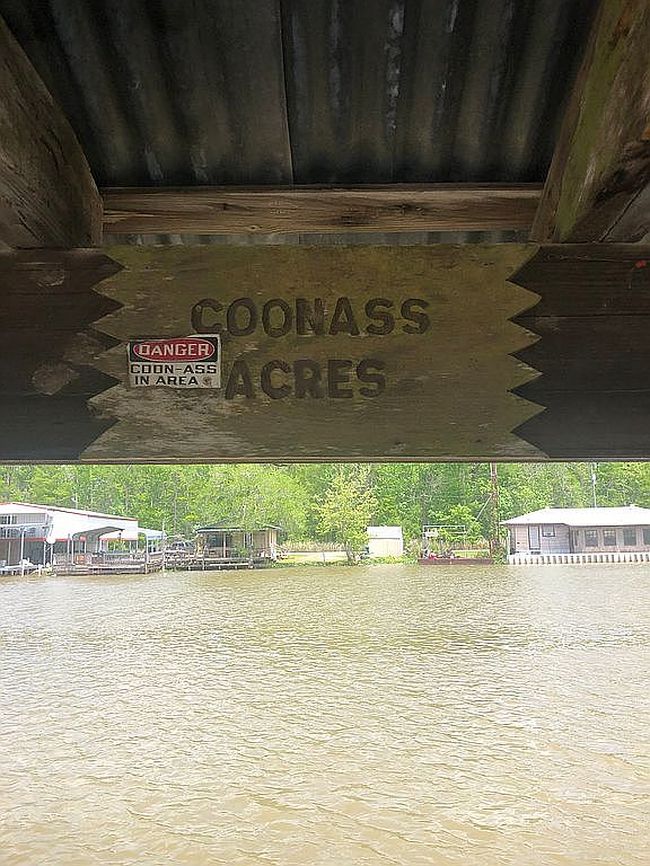 COONASS
ACRES
DANGER
COON-ASS
IN AREA